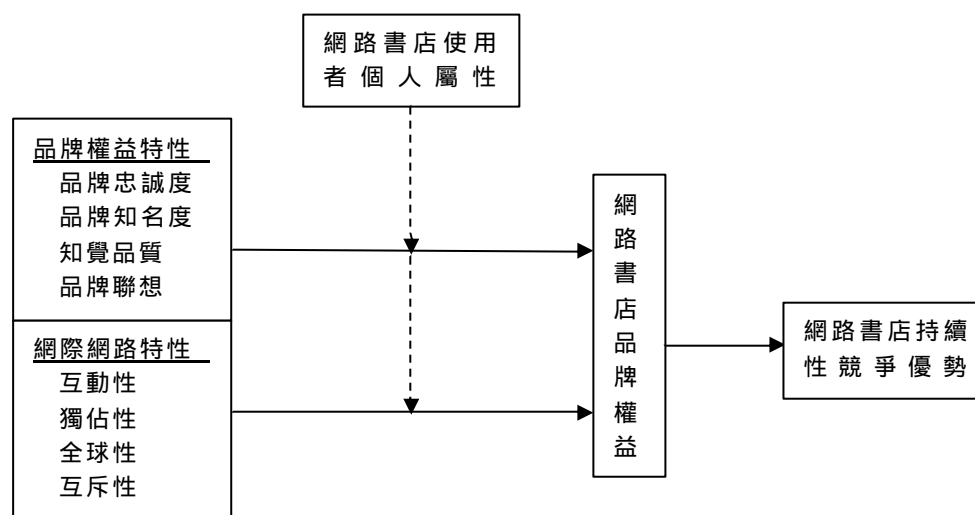 網路書店使用
者個人屬性
品牌權益特性
品牌忠誠度
品牌知名度
知覺品質
品牌聯想
網際網路特性
互動性
獨佔性
全球性
互斥性
網路書店品牌權益
網路書店持續
性競爭優勢